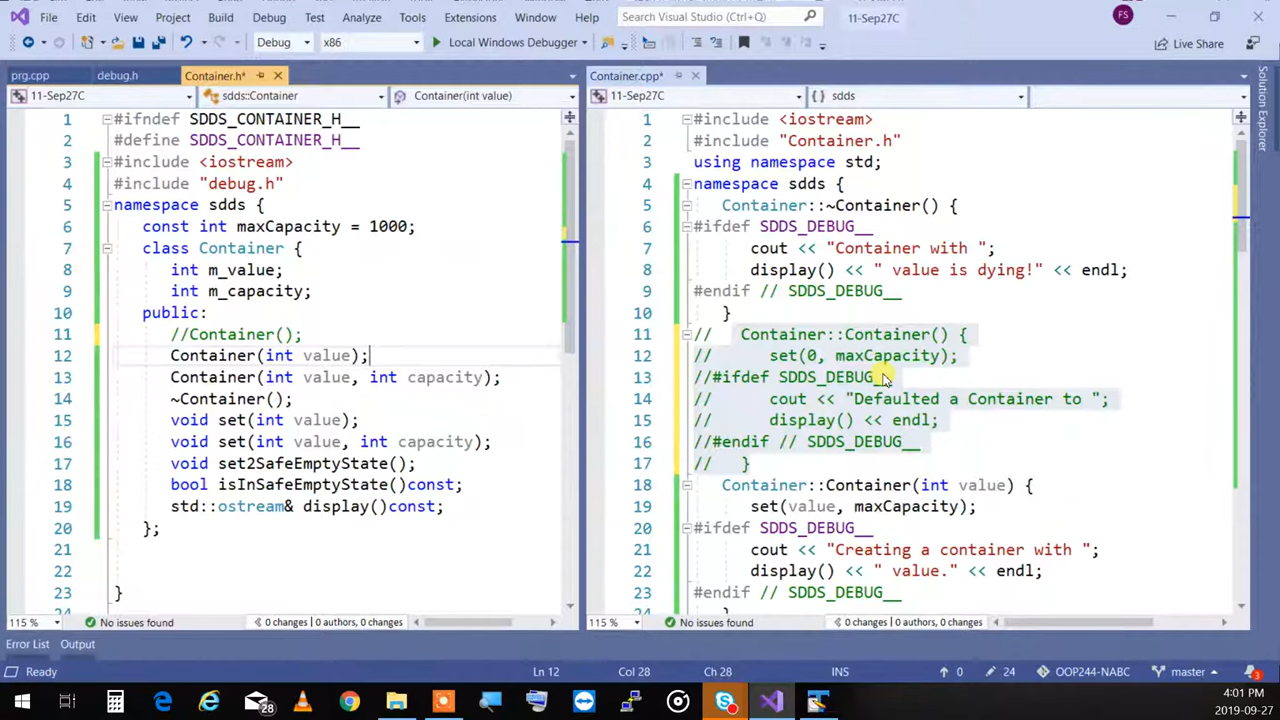 File Edit View Project Build Debug Test Analyze Tools Extensions Window Help Search Visual Studio (Ctrl+Q) 11-Sep27C FS
Debug x86 Local Windows Debugger Live Share
prg.cpp debug.h Container.h* Container.cpp*
11-Sep27C sdds::Container Container(int value) 11-Sep27C sdds
Solution Explorer
1 #ifndef SDDS_CONTAINER_H__
2 #define SDDS_CONTAINER_H__
3 #include <iostream>
4 #include "debug.h"
5 namespace sdds {
6 const int maxCapacity = 1000;
7 class Container {
8 int m_value;
9 int m_capacity;
10 public:
11 //Container();
12 Container(int value);
13 Container(int value, int capacity);
14 ~Container();
15 void set(int value);
16 void set(int value, int capacity);
17 void set2SafeEmptyState();
18 bool isInSafeEmptyState()const;
19 std::ostream& display()const;
20 };
21
22
23 }
24
1 #include <iostream>
2 #include "Container.h"
3 using namespace std;
4 namespace sdds {
5 Container::~Container() {
6 #ifdef SDDS_DEBUG__
7 cout << "Container with ";
8 display() << " value is dying!" << endl;
9 #endif // SDDS_DEBUG__
10 }
11 // Container::Container() {
12 // set(0, maxCapacity);
13 //#ifdef SDDS_DEBUG__
14 // cout << "Defaulted a Container to ";
15 // display() << endl;
16 //#endif // SDDS_DEBUG__
17 // }
18 Container::Container(int value) {
19 set(value, maxCapacity);
20 #ifdef SDDS_DEBUG__
21 cout << "Creating a container with ";
22 display() << " value." << endl;
23 #endif // SDDS_DEBUG__
24 }
115 % No issues found 0 changes | 0 authors, 0 changes 115 % No issues found 0 changes | 0 authors, 0 changes
Error List Output
Ready Ln 12 Col 28 Ch 28 INS 0 24 OOP244-NABC master 3
28
4:01 PM
2019-09-27